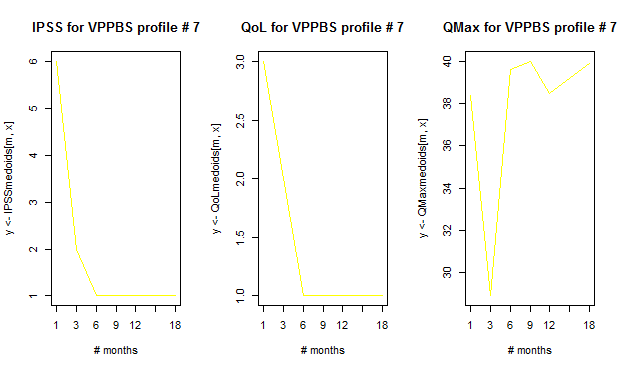 IPSS for VPPBS profile # 7
y <- IPSSmedoids[m, x]
6
5
4
3
2
1
1 3 6 9 12 18
# months
QoL for VPPBS profile # 7
y <- QoLmedoids[m, x]
3.0
2.5
2.0
1.5
1.0
1 3 6 9 12 18
# months
QMax for VPPBS profile # 7
y <- QMaxmedoids[m, x]
40
38
36
34
32
30
1 3 6 9 12 18
# months